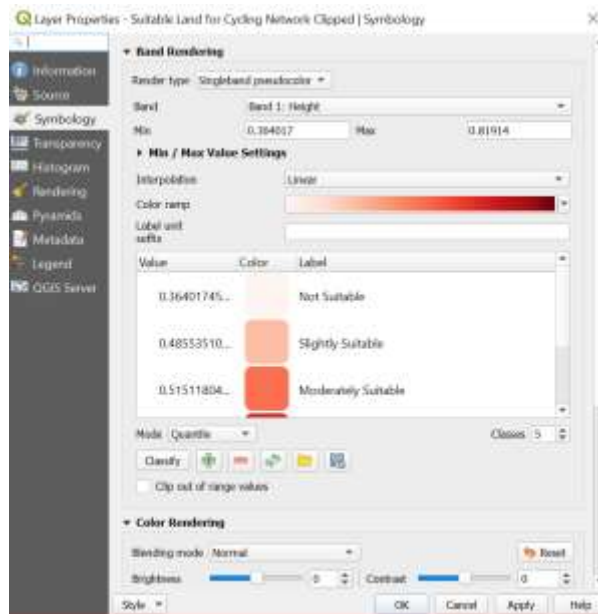 Layer Properties - Suitable Land for Cycling Network Clipped | Symbology
Information
Source
Symbology
Transparency
Histogram
Rendering
Pyramids
Metadata
Legend
QGIS Server
Band Rendering
Render type Singleband pseudocolor
Band Band 1: Height
Min 0.364017 Max 0.81914
Min / Max Value Settings
Interpolation Linear
Color ramp
Label unit
suffix
Value Color Label
0.36401745... Not Suitable
0.48553510... Slightly Suitable
0.51511804... Moderately Suitable
Mode Quantile Classes 5
Classify
Clip out of range values
Color Rendering
Blending mode Normal Reset
Brightness 0 Contrast 0
Style OK Cancel Apply Help